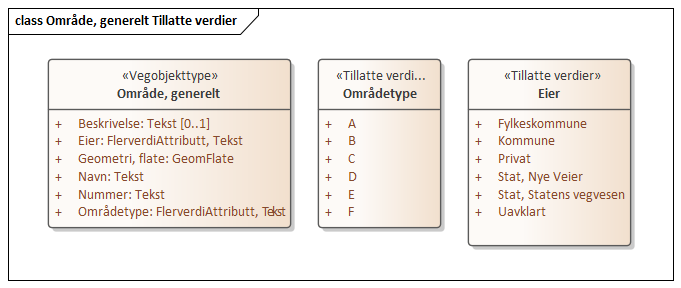 class Område, generelt Tillatte verdier
«Vegobjekttype»
Område, generelt
+ Beskrivelse: Tekst [0..1]
+ Eier: FlerverdiAttributt, Tekst
+ Geometri, flate: GeomFlate
+ Navn: Tekst
+ Nummer: Tekst
+ Områdetype: FlerverdiAttributt, Tekst
«Tillatte verdi...
Områdetype
+ A
+ B
+ C
+ D
+ E
+ F
«Tillatte verdier»
Eier
+ Fylkeskommune
+ Kommune
+ Privat
+ Stat, Nye Veier
+ Stat, Statens vegvesen
+ Uavklart